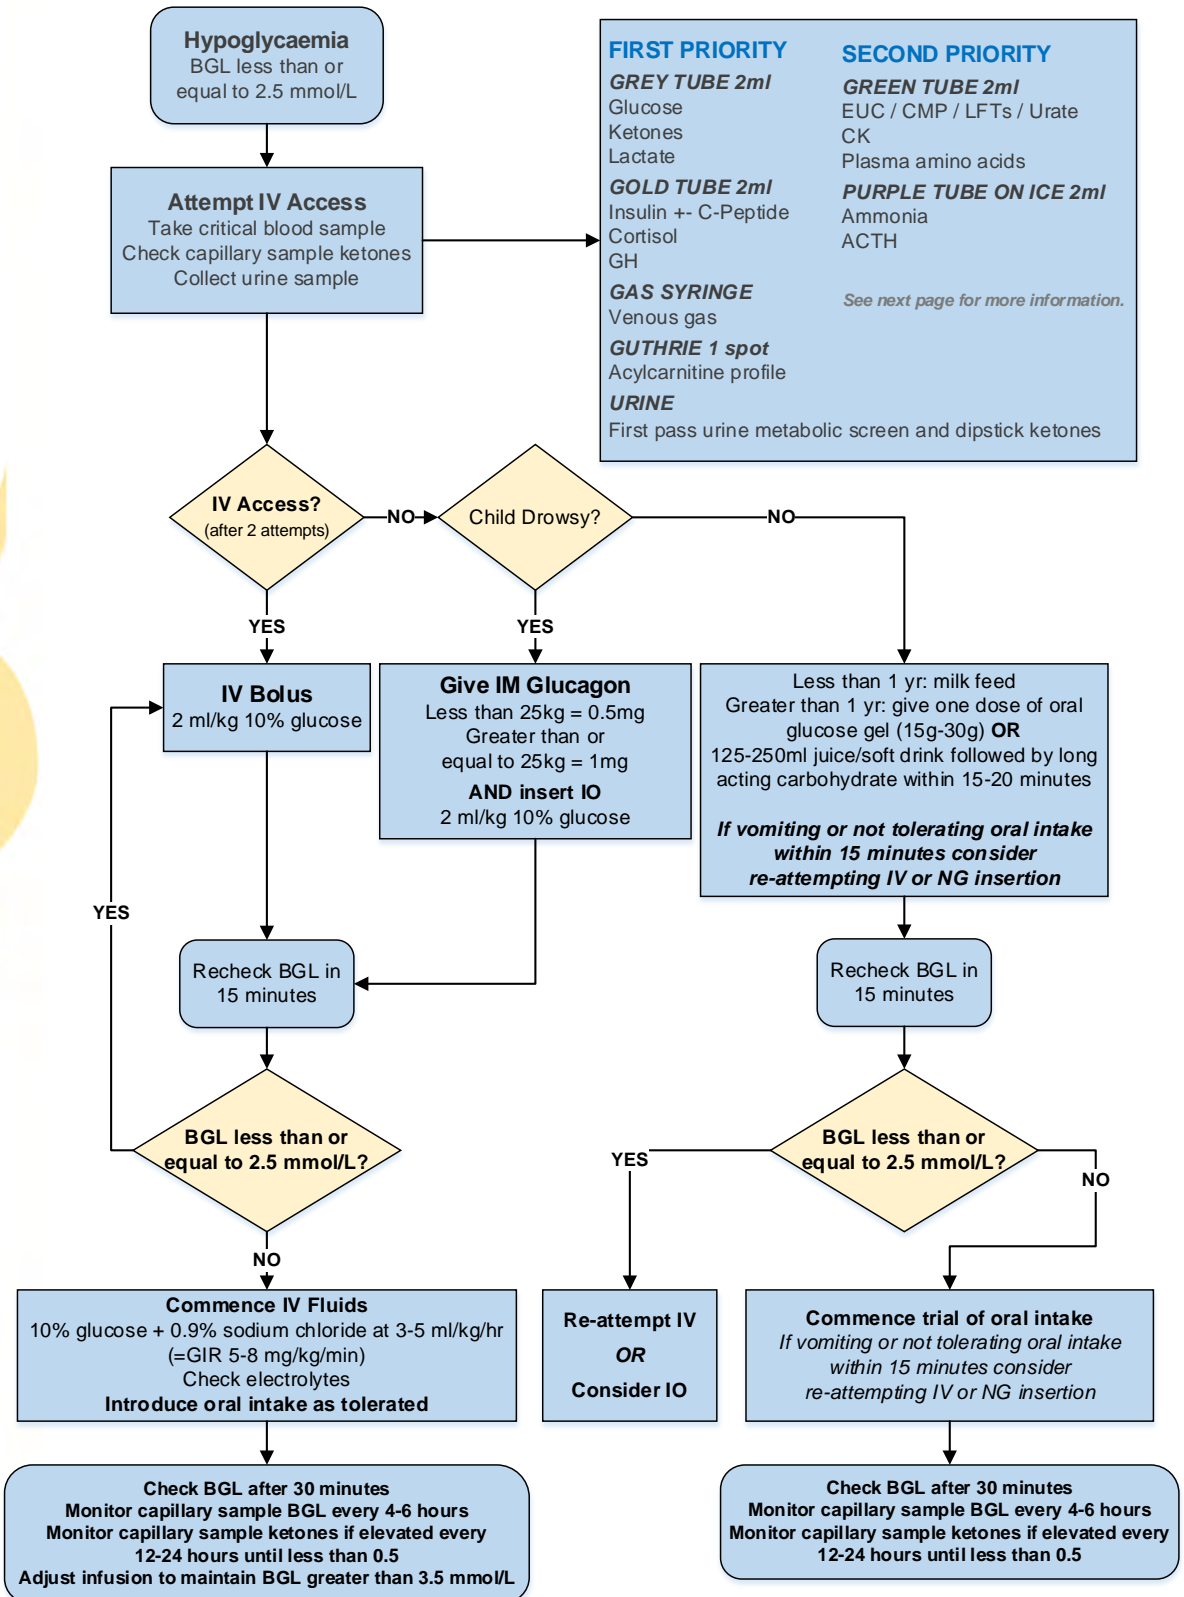 Hypoglycaemia
BGL less than or
equal to 2.5 mmol/L
Attempt IV Access
Take critical blood sample
Check capillary sample ketones
Collect urine sample
FIRST PRIORITY
GREY TUBE 2ml
Glucose
Ketones
Lactate
GOLD TUBE 2ml
Insulin +- C-Peptide
Cortisol
GH
GAS SYRINGE
Venous gas
GUTHRIE 1 spot
Acylcarnitine profile
URINE
First pass urine metabolic screen and dipstick ketones
SECOND PRIORITY
GREEN TUBE 2ml
EUC / CMP / LFTs / Urate
CK
Plasma amino acids
PURPLE TUBE ON ICE 2ml
Ammonia
ACTH
See next page for more information.
IV Access?
(after 2 attempts)
NO
Child Drowsy?
NO
YES
YES
IV Bolus
2 ml/kg 10% glucose
Give IM Glucagon
Less than 25kg = 0.5mg
Greater than or
equal to 25kg = 1mg
AND insert IO
2 ml/kg 10% glucose
Less than 1 yr: milk feed
Greater than 1 yr: give one dose of oral
glucose gel (15g-30g) OR
125-250ml juice/soft drink followed by long
acting carbohydrate within 15-20 minutes
If vomiting or not tolerating oral intake
within 15 minutes consider
re-attempting IV or NG insertion
YES
Recheck BGL in
15 minutes
Recheck BGL in
15 minutes
BGL less than or
equal to 2.5 mmol/L?
BGL less than or
equal to 2.5 mmol/L?
YES
NO
NO
Commence IV Fluids
10% glucose + 0.9% sodium chloride at 3-5 ml/kg/hr
(=GIR 5-8 mg/kg/min)
Check electrolytes
Introduce oral intake as tolerated
Re-attempt IV
OR
Consider IO
Commence trial of oral intake
If vomiting or not tolerating oral intake
within 15 minutes consider
re-attempting IV or NG insertion
Check BGL after 30 minutes
Monitor capillary sample BGL every 4-6 hours
Monitor capillary sample ketones if elevated every
12-24 hours until less than 0.5
Adjust infusion to maintain BGL greater than 3.5 mmol/L
Check BGL after 30 minutes
Monitor capillary sample BGL every 4-6 hours
Monitor capillary sample ketones if elevated every
12-24 hours until less than 0.5